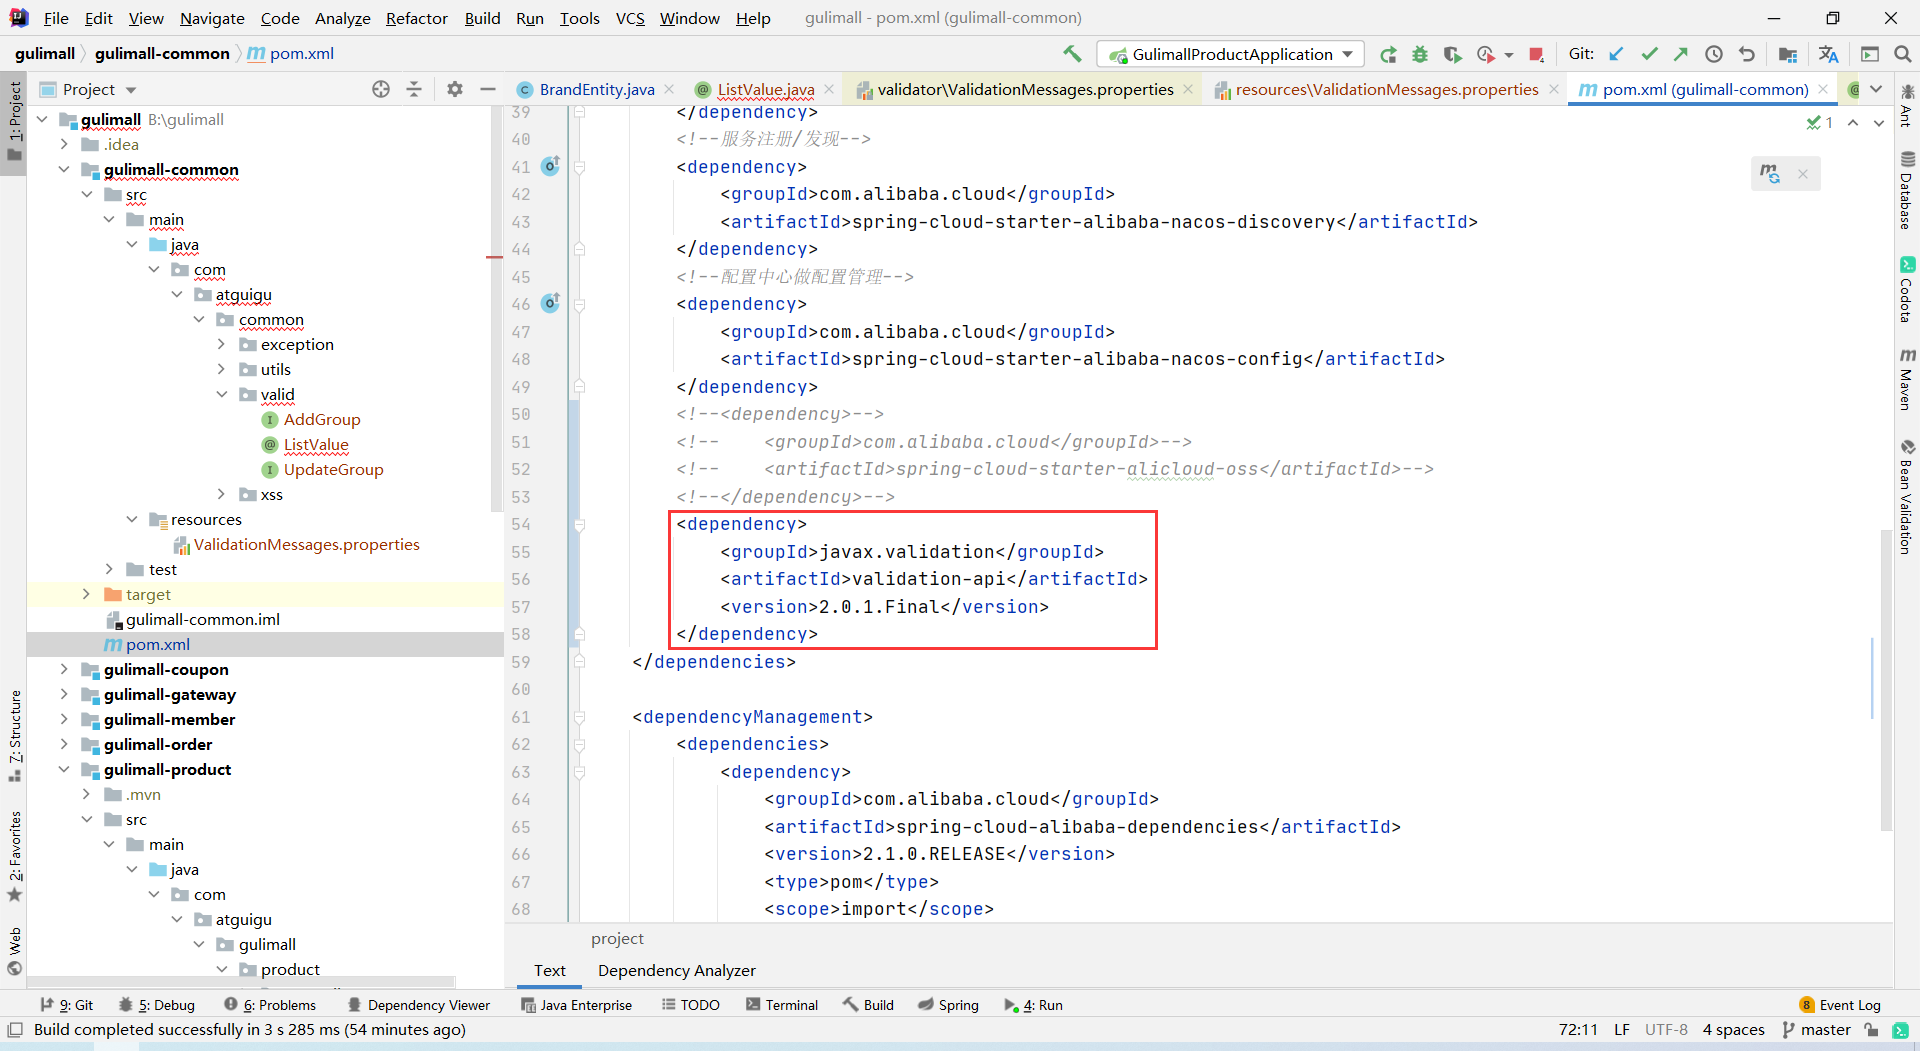 File Edit View Navigate Code Analyze Refactor Build Run Tools VCS Window Help gulimall - pom.xml (gulimall-common)
gulimall gulimall-common pom.xml GulimallProductApplication Git:
Project
BrandEntity.java ListValue.java validator\ValidationMessages.properties resources\ValidationMessages.properties pom.xml (gulimall-common)
1: Project
7: Structure
2: Favorites
Web
gulimall B:\gulimall
.idea
gulimall-common
src
main
java
com
atguigu
common
exception
utils
valid
AddGroup
ListValue
UpdateGroup
xss
resources
ValidationMessages.properties
test
target
gulimall-common.iml
pom.xml
gulimall-coupon
gulimall-gateway
gulimall-member
gulimall-order
gulimall-product
.mvn
src
main
java
com
atguigu
gulimall
product
39 </dependency>
40 <!--服务注册/发现-->
41 <dependency>
42 <groupId>com.alibaba.cloud</groupId>
43 <artifactId>spring-cloud-starter-alibaba-nacos-discovery</artifactId>
44 </dependency>
45 <!--配置中心做配置管理-->
46 <dependency>
47 <groupId>com.alibaba.cloud</groupId>
48 <artifactId>spring-cloud-starter-alibaba-nacos-config</artifactId>
49 </dependency>
50 <!--<dependency>-->
51 <!--    <groupId>com.alibaba.cloud</groupId>-->
52 <!--    <artifactId>spring-cloud-starter-alicloud-oss</artifactId>-->
53 <!--</dependency>-->
54 <dependency>
55 <groupId>javax.validation</groupId>
56 <artifactId>validation-api</artifactId>
57 <version>2.0.1.Final</version>
58 </dependency>
59 </dependencies>
60
61 <dependencyManagement>
62 <dependencies>
63 <dependency>
64 <groupId>com.alibaba.cloud</groupId>
65 <artifactId>spring-cloud-alibaba-dependencies</artifactId>
66 <version>2.1.0.RELEASE</version>
67 <type>pom</type>
68 <scope>import</scope>
1
Ant
Database
Codota
Maven
Bean Validation
project
Text Dependency Analyzer
9: Git 5: Debug 6: Problems Dependency Viewer Java Enterprise TODO Terminal Build Spring 4: Run 8 Event Log
Build completed successfully in 3 s 285 ms (54 minutes ago) 72:11 LF UTF-8 4 spaces master